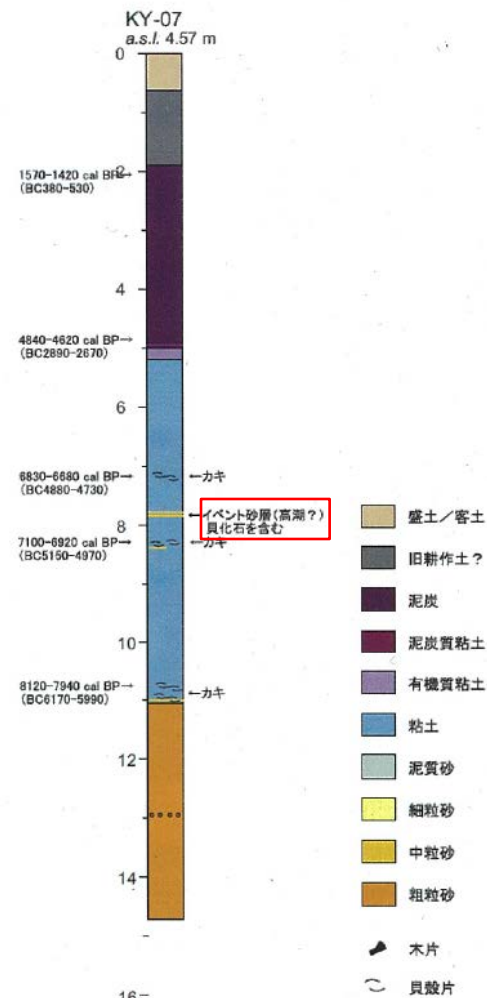 KY-07
a.s.l. 4.57 m
0
1570-1420 cal BP→
2
(BC380-530)
4
4840-4620 cal BP→
(BC2890-2670)
6
6830-6680 cal BP→
←カキ
(BC4880-4730)
←イベント砂層(高潮?)
貝化石を含む
8
7100-6920 cal BP→
←カキ
(BC5150-4970)
10
8120-7940 cal BP→
←カキ
(BC6170-5990)
12
14
16
盛土/客土
旧耕作土?
泥炭
泥炭質粘土
有機質粘土
粘土
泥質砂
細粒砂
中粒砂
粗粒砂
木片
貝殻片